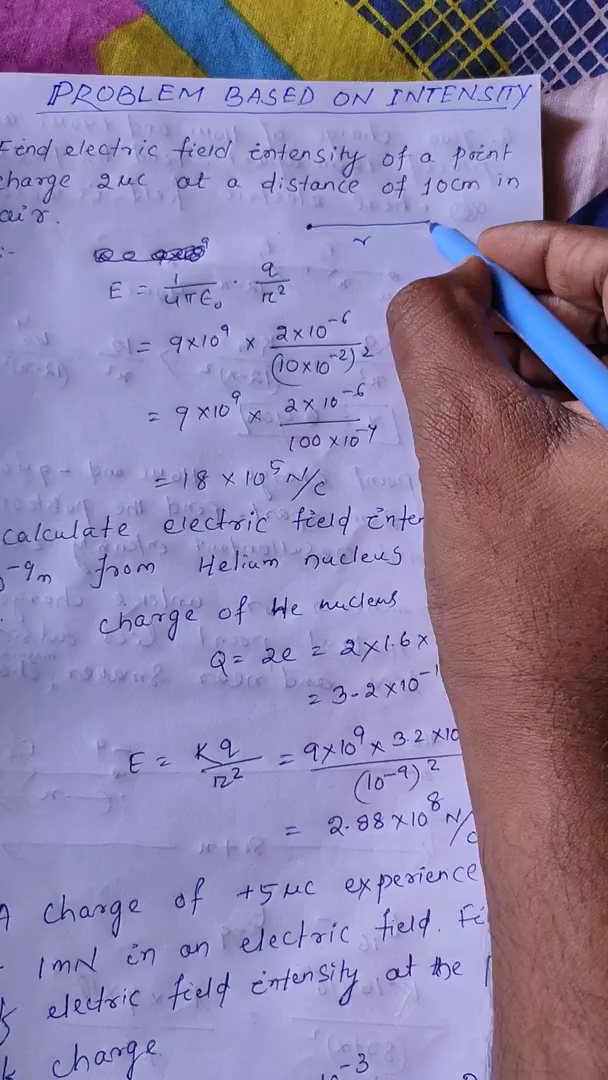 PROBLEM BASED ON INTENSITY
Find electric field intensity of a point
charge 2μc at a distance of 10cm in
air.
r
E = 1/4πε₀ · q/r²
= 9×10⁹ × 2×10⁻⁶/(10×10⁻²)²
= 9×10⁹ × 2×10⁻⁶/100×10⁻⁴
= 18 × 10⁵ N/C
calculate electric field inten
⁻⁹m from Helium nucleus
charge of He nucleus
Q = 2e = 2×1.6×
= 3.2×10⁻¹
E = Kq/r² = 9×10⁹ × 3.2×10/(10⁻⁹)²
= 2.88×10⁸ N/C
A charge of +5μc experience
1mN in an electric field. Fi
electric field intensity at the
charge
⁻³